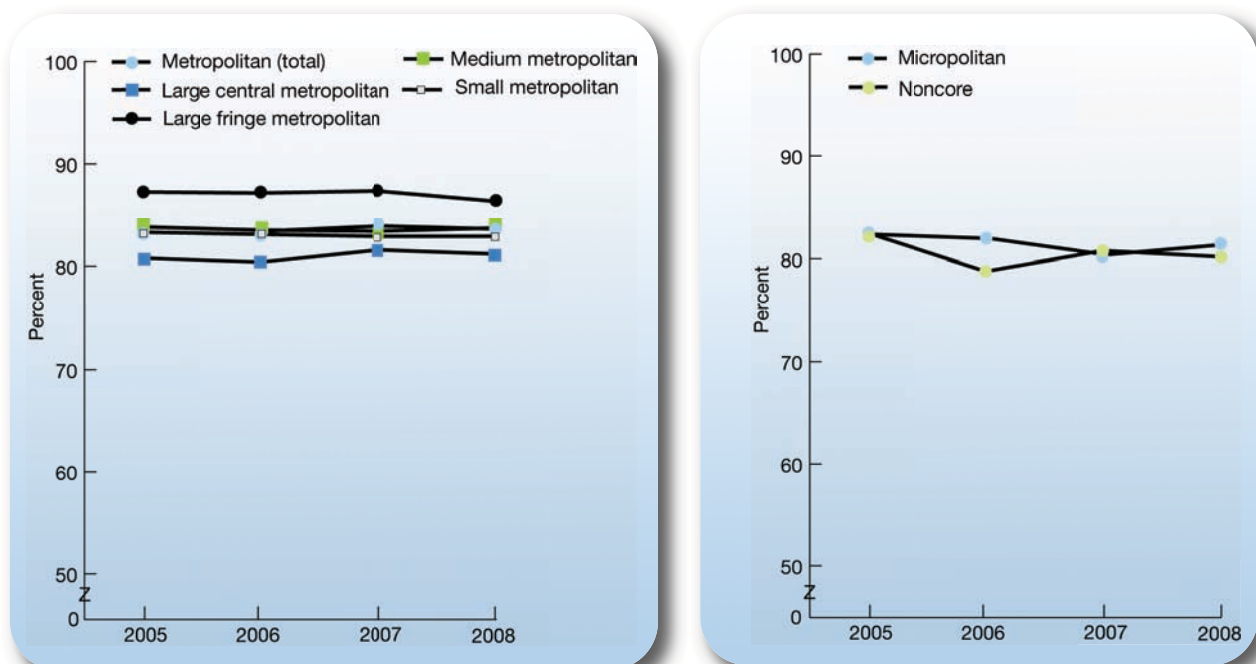 Metropolitan (total)
Medium metropolitan
Large central metropolitan
Small metropolitan
Large fringe metropolitan
100
90
80
70
60
50
Z
0
Percent
2005
2006
2007
2008
Micropolitan
Noncore
100
90
80
70
60
50
Z
0
Percent
2005
2006
2007
2008